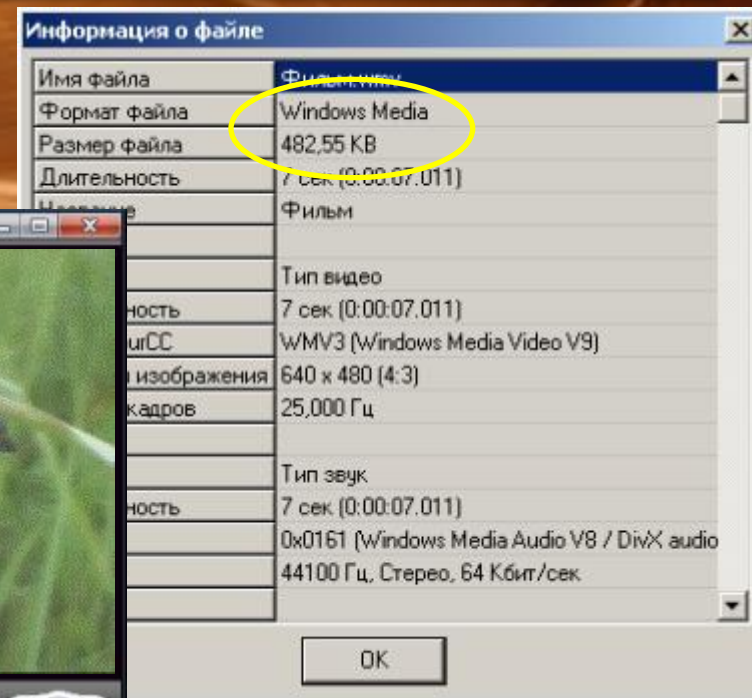 Информация о файле
Имя файла Фильм.wmv
Формат файла Windows Media
Размер файла 482,55 KB
Длительность 7 сек (0:00:07.011)
Название Фильм
Тип видео
ность 7 сек (0:00:07.011)
urCC WMV3 (Windows Media Video V9)
изображения 640 x 480 (4:3)
кадров 25,000 Гц
Тип звук
ность 7 сек (0:00:07.011)
0x0161 (Windows Media Audio V8 / DivX audio
44100 Гц, Стерео, 64 Кбит/сек
OK